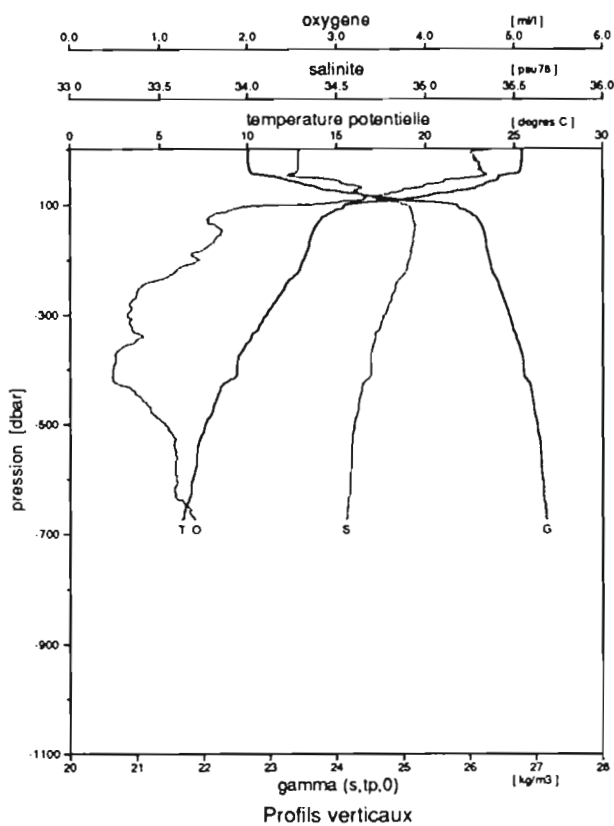 oxygene [ml/l]
0.0 1.0 2.0 3.0 4.0 5.0 6.0
salinite [psu78]
33.0 33.5 34.0 34.5 35.0 35.5 36.0
temperature potentielle [degres C]
0 5 10 15 20 25 30
-100
-300
-500
-700
-900
-1100
pression [dbar]
T O S G
20 21 22 23 24 25 26 27 28
gamma (s,tp,0) [kg/m3]
Profils verticaux